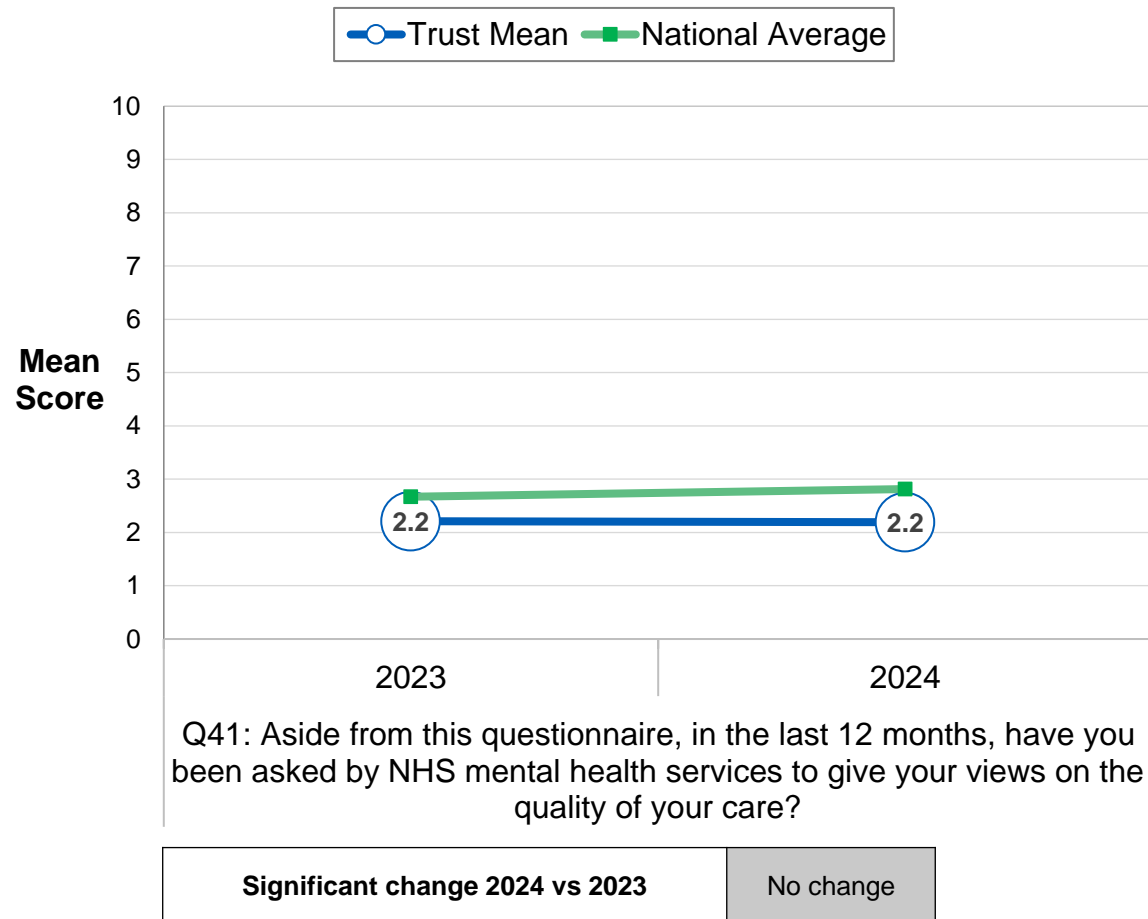 Trust Mean National Average
10
9
8
7
6
5
4
3
2
1
0
Mean
Score
2.2 2.2
2023 2024
Q41: Aside from this questionnaire, in the last 12 months, have you
been asked by NHS mental health services to give your views on the
quality of your care?
Significant change 2024 vs 2023 No change